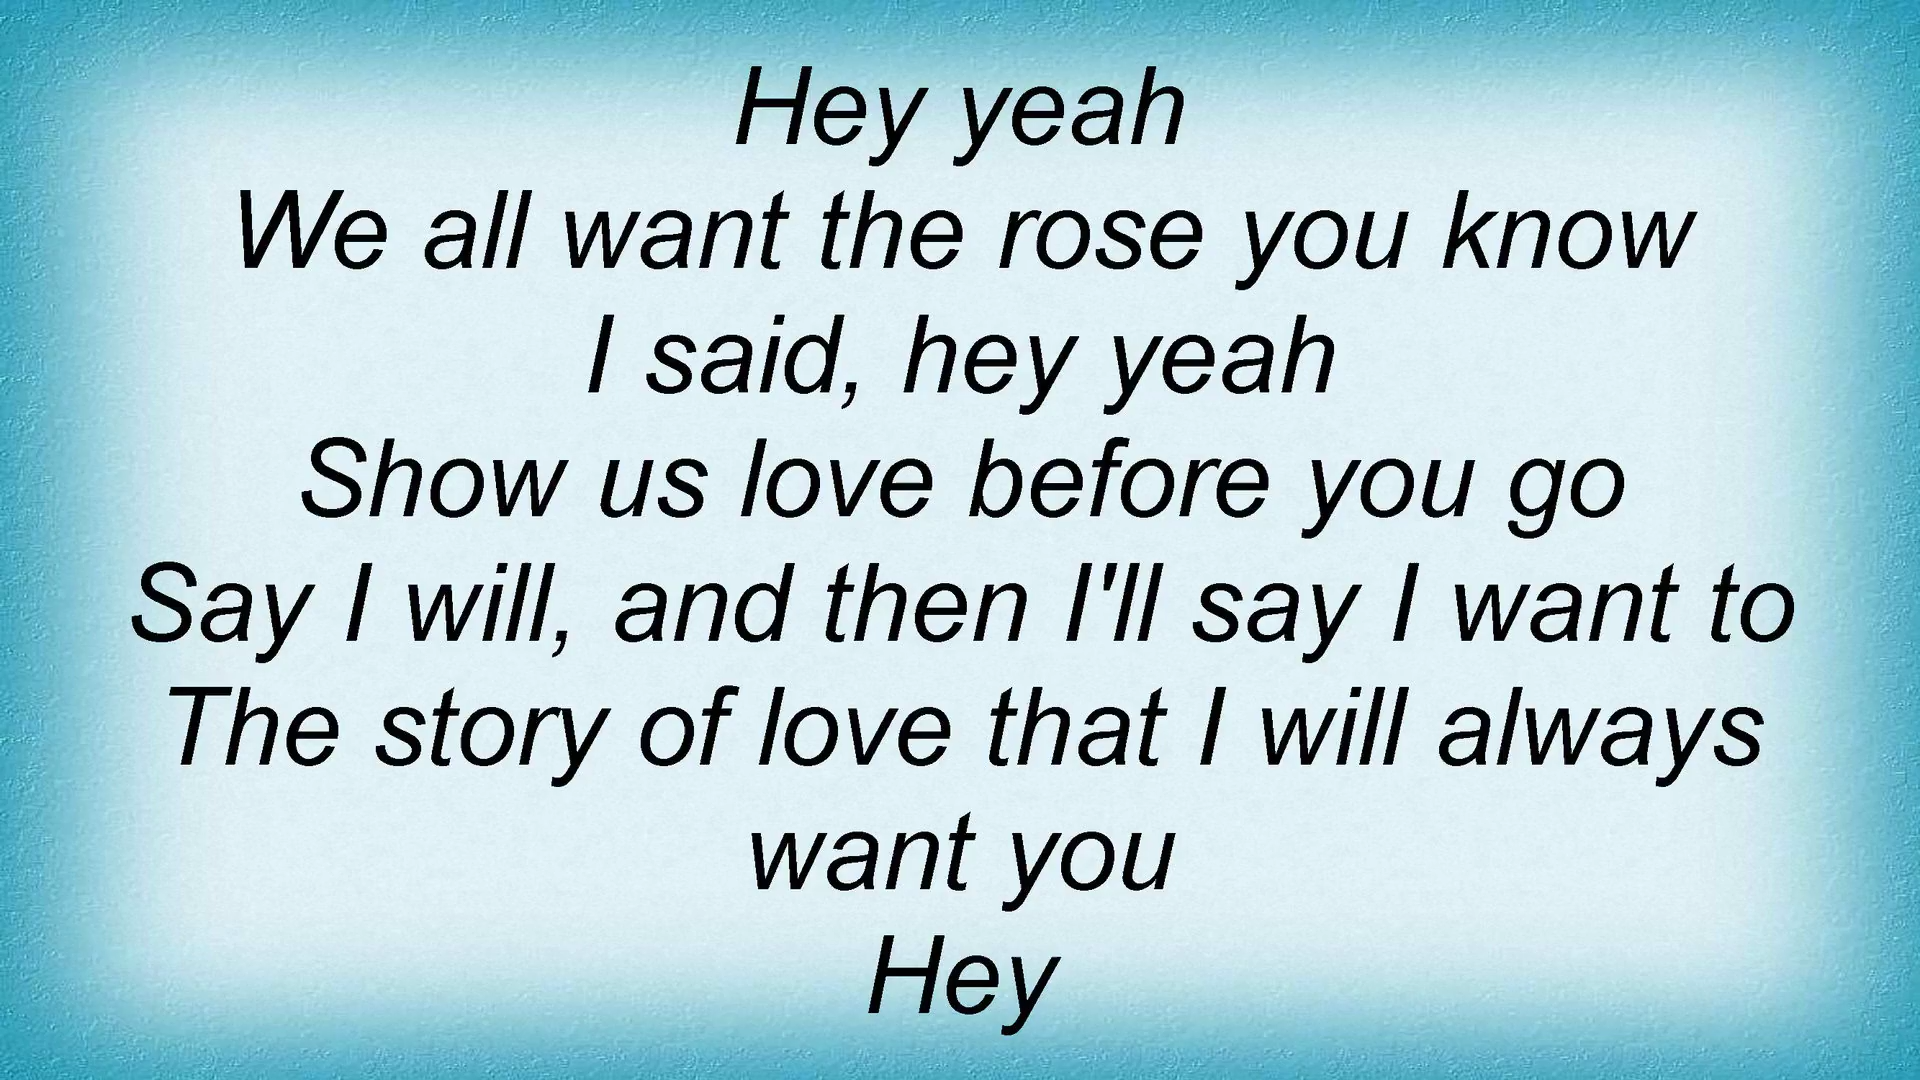 Hey yeah
We all want the rose you know
I said, hey yeah
Show us love before you go
Say I will, and then I'll say I want to
The story of love that I will always
want you
Hey